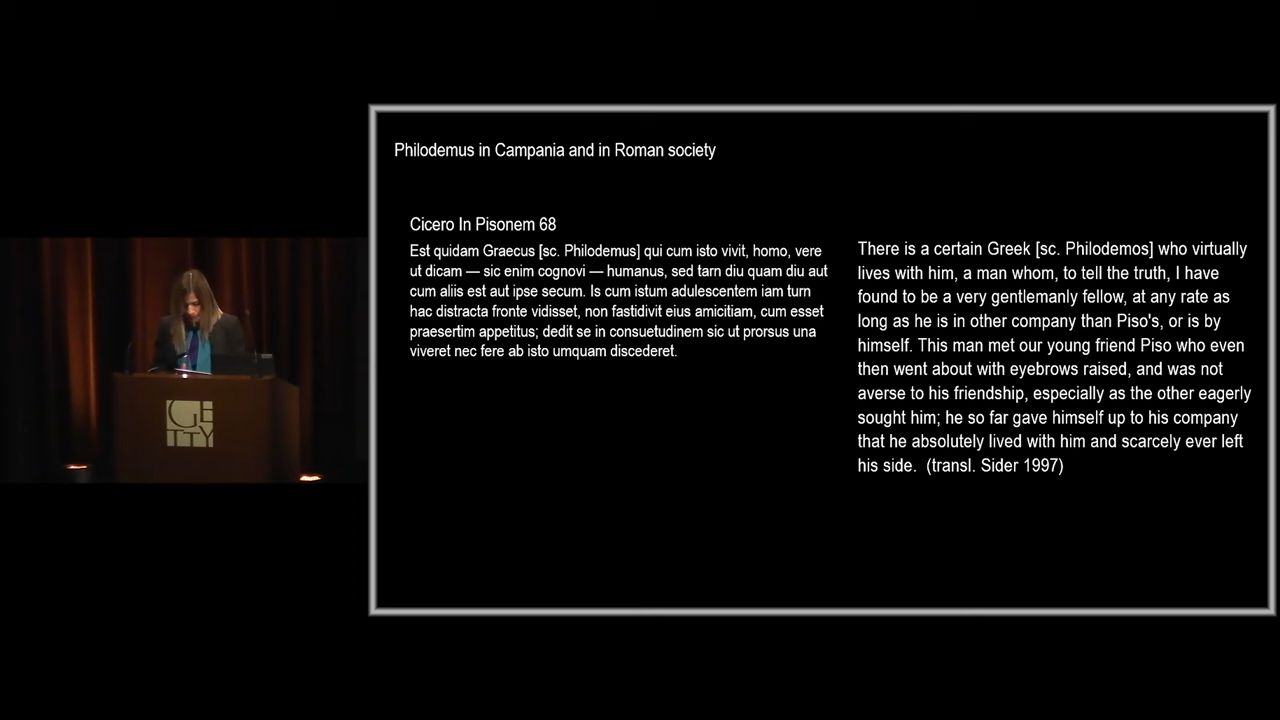 Philodemus in Campania and in Roman society
Cicero In Pisonem 68
Est quidam Graecus [sc. Philodemus] qui cum isto vivit, homo, vere
ut dicam — sic enim cognovi — humanus, sed tarn diu quam diu aut
cum aliis est aut ipse secum. Is cum istum adulescentem iam turn
hac distracta fronte vidisset, non fastidivit eius amicitiam, cum esset
praesertim appetitus; dedit se in consuetudinem sic ut prorsus una
viveret nec fere ab isto umquam discederet.
There is a certain Greek [sc. Philodemos] who virtually
lives with him, a man whom, to tell the truth, I have
found to be a very gentlemanly fellow, at any rate as
long as he is in other company than Piso's, or is by
himself. This man met our young friend Piso who even
then went about with eyebrows raised, and was not
averse to his friendship, especially as the other eagerly
sought him; he so far gave himself up to his company
that he absolutely lived with him and scarcely ever left
his side. (transl. Sider 1997)
GE
TTY